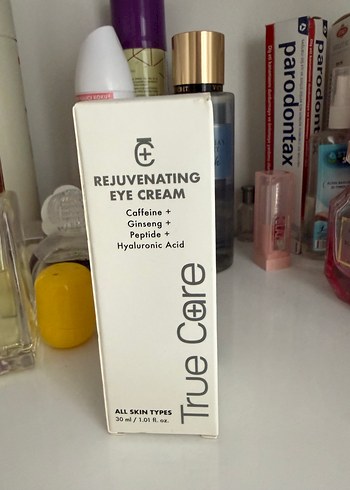 REJUVENATING
EYE CREAM
Caffeine +
Ginseng +
Peptide +
Hyaluronic Acid
True Care
ALL SKIN TYPES
30 ml / 1.01 fl. oz.
parodontax
parodontax